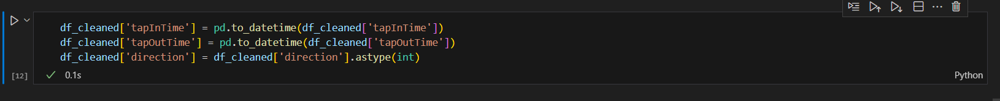 df_cleaned['tapInTime'] = pd.to_datetime(df_cleaned['tapInTime'])
df_cleaned['tapOutTime'] = pd.to_datetime(df_cleaned['tapOutTime'])
df_cleaned['direction'] = df_cleaned['direction'].astype(int)
[12] 0.1s Python